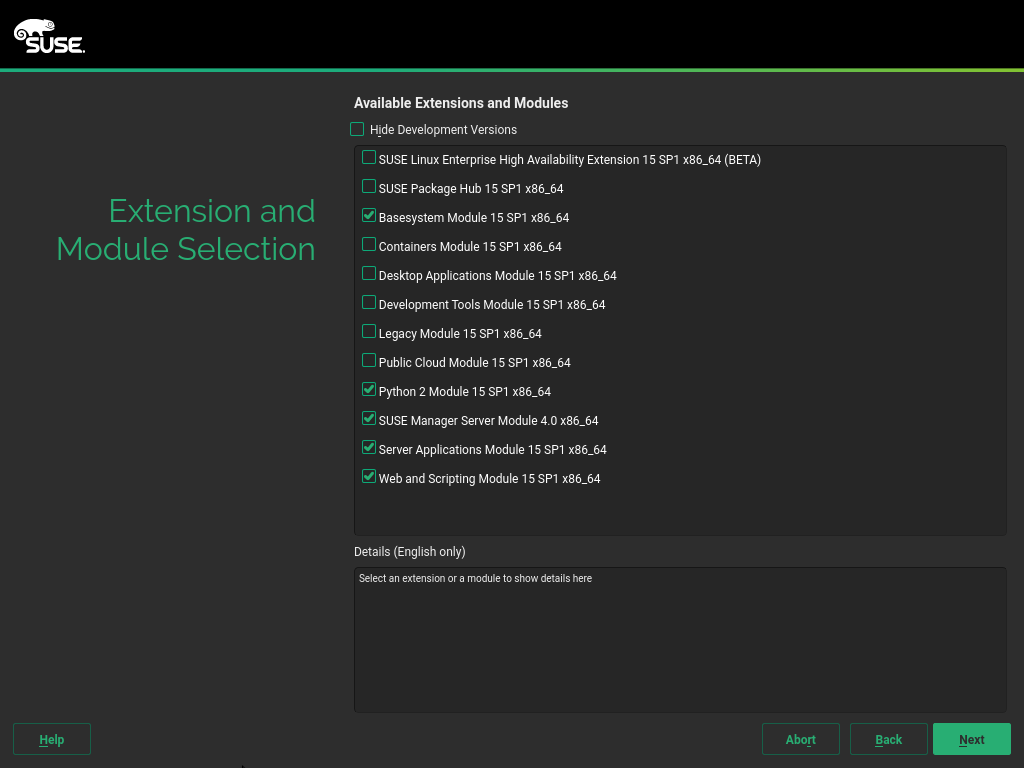 SUSE.
Available Extensions and Modules
Hide Development Versions
SUSE Linux Enterprise High Availability Extension 15 SP1 x86_64 (BETA)
SUSE Package Hub 15 SP1 x86_64
Basesystem Module 15 SP1 x86_64
Containers Module 15 SP1 x86_64
Desktop Applications Module 15 SP1 x86_64
Development Tools Module 15 SP1 x86_64
Legacy Module 15 SP1 x86_64
Public Cloud Module 15 SP1 x86_64
Python 2 Module 15 SP1 x86_64
SUSE Manager Server Module 4.0 x86_64
Server Applications Module 15 SP1 x86_64
Web and Scripting Module 15 SP1 x86_64
Extension and
Module Selection
Details (English only)
Select an extension or a module to show details here
Help
Abort
Back
Next